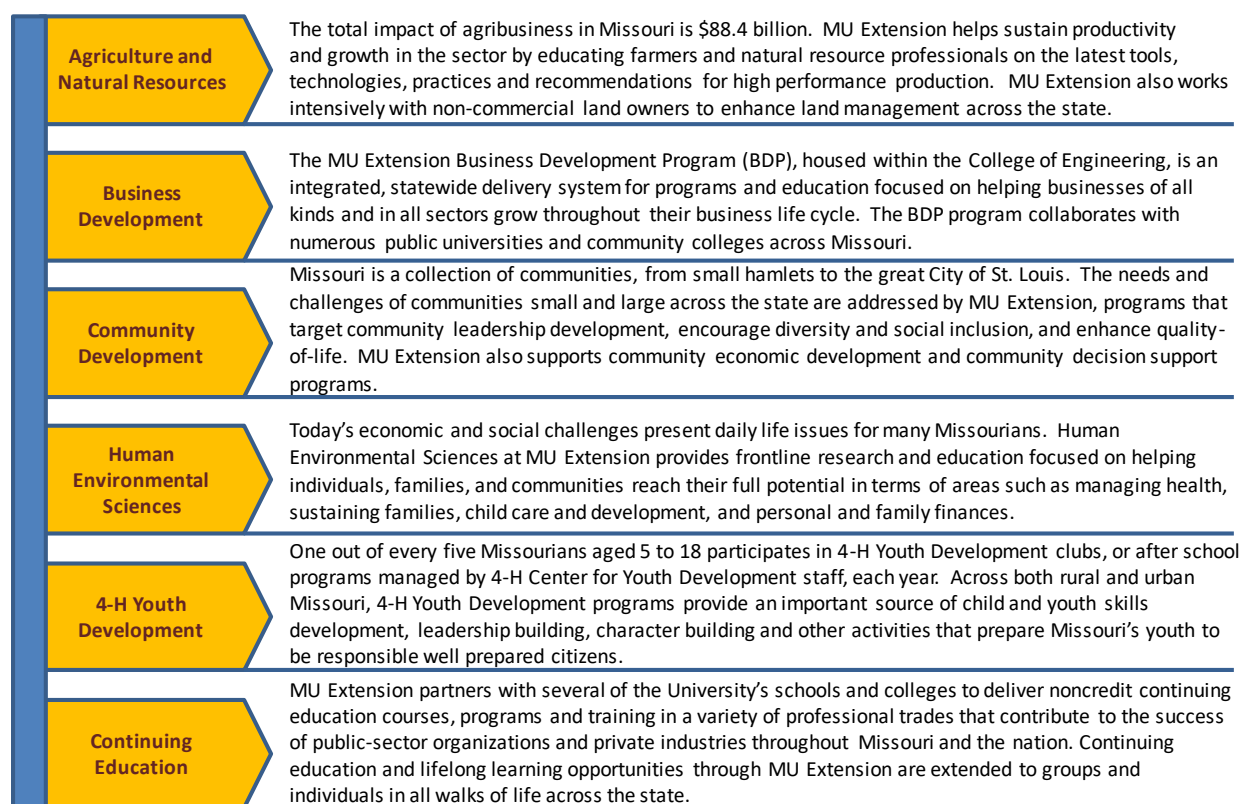 Agriculture and
Natural Resources
The total impact of agribusiness in Missouri is $88.4 billion. MU Extension helps sustain productivity
and growth in the sector by educating farmers and natural resource professionals on the latest tools,
technologies, practices and recommendations for high performance production. MU Extension also works
intensively with non-commercial land owners to enhance land management across the state.
Business
Development
The MU Extension Business Development Program (BDP), housed within the College of Engineering, is an
integrated, statewide delivery system for programs and education focused on helping businesses of all
kinds and in all sectors grow throughout their business life cycle. The BDP program collaborates with
numerous public universities and community colleges across Missouri.
Community
Development
Missouri is a collection of communities, from small hamlets to the great City of St. Louis. The needs and
challenges of communities small and large across the state are addressed by MU Extension, programs that
target community leadership development, encourage diversity and social inclusion, and enhance quality-
of-life. MU Extension also supports community economic development and community decision support
programs.
Human
Environmental
Sciences
Today's economic and social challenges present daily life issues for many Missourians. Human
Environmental Sciences at MU Extension provides frontline research and education focused on helping
individuals, families, and communities reach their full potential in terms of areas such as managing health,
sustaining families, child care and development, and personal and family finances.
4-H Youth
Development
One out of every five Missourians aged 5 to 18 participates in 4-H Youth Development clubs, or after school
programs managed by 4-H Center for Youth Development staff, each year. Across both rural and urban
Missouri, 4-H Youth Development programs provide an important source of child and youth skills
development, leadership building, character building and other activities that prepare Missouri's youth to
be responsible well prepared citizens.
Continuing
Education
MU Extension partners with several of the University's schools and colleges to deliver noncredit continuing
education courses, programs and training in a variety of professional trades that contribute to the success
of public-sector organizations and private industries throughout Missouri and the nation. Continuing
education and lifelong learning opportunities through MU Extension are extended to groups and
individuals in all walks of life across the state.